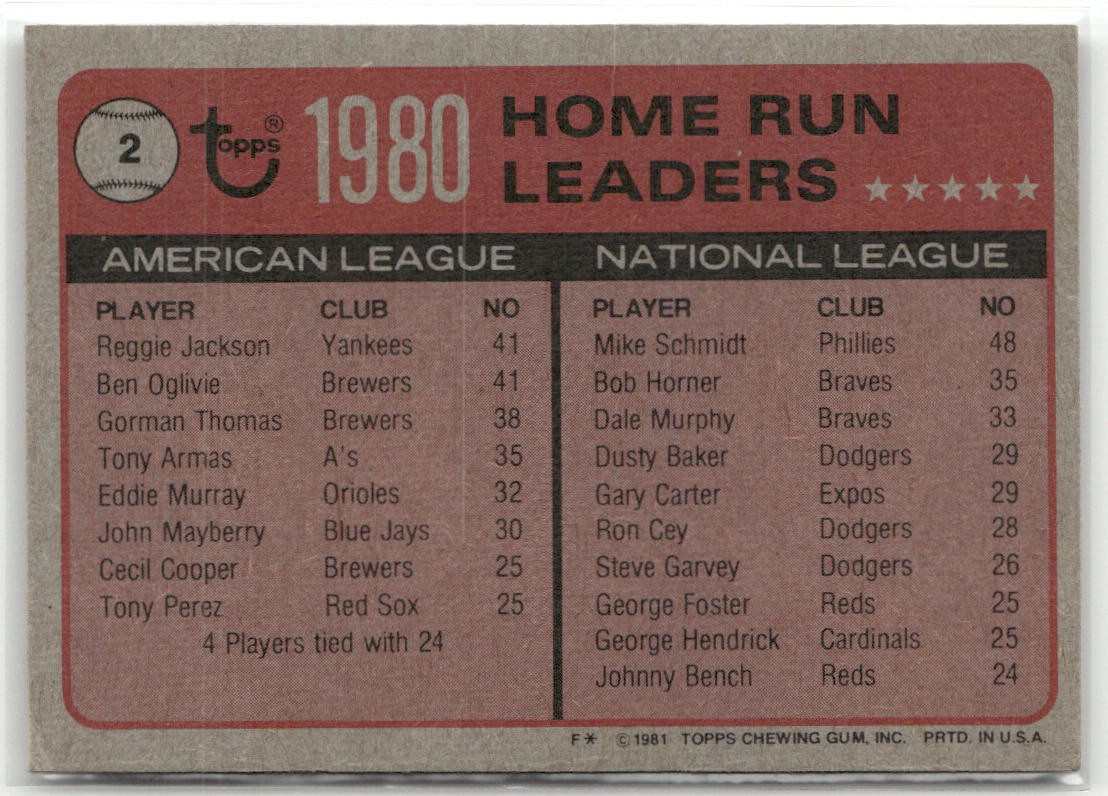 2 Topps® 1980 HOME RUN
LEADERS ★★★★★
AMERICAN LEAGUE
PLAYER CLUB NO
Reggie Jackson Yankees 41
Ben Oglivie Brewers 41
Gorman Thomas Brewers 38
Tony Armas A's 35
Eddie Murray Orioles 32
John Mayberry Blue Jays 30
Cecil Cooper Brewers 25
Tony Perez Red Sox 25
4 Players tied with 24
NATIONAL LEAGUE
PLAYER CLUB NO
Mike Schmidt Phillies 48
Bob Horner Braves 35
Dale Murphy Braves 33
Dusty Baker Dodgers 29
Gary Carter Expos 29
Ron Cey Dodgers 28
Steve Garvey Dodgers 26
George Foster Reds 25
George Hendrick Cardinals 25
Johnny Bench Reds 24
F* © 1981 TOPPS CHEWING GUM, INC. PRTD. IN U.S.A.